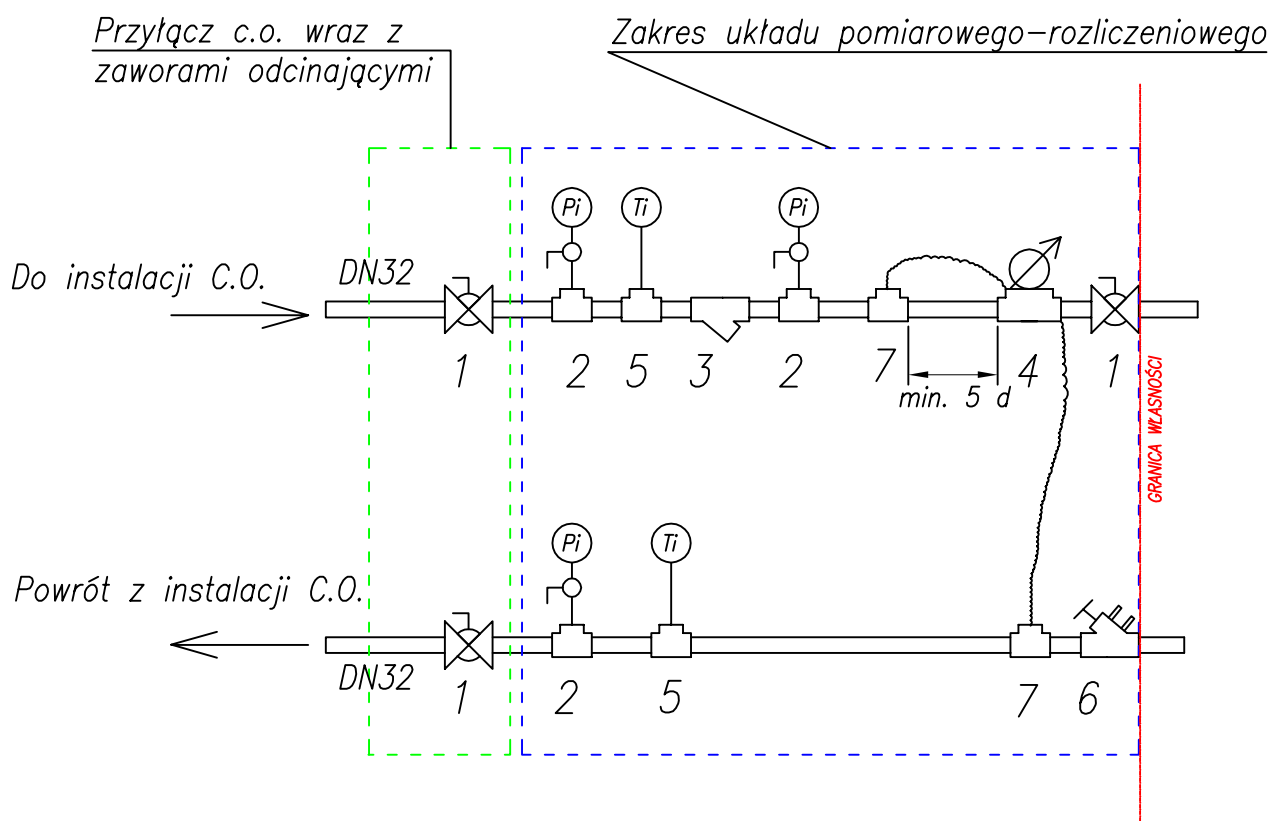 Przyłącz c.o. wraz z
zaworami odcinającymi
Zakres układu pomiarowego-rozliczeniowego
Pi
Ti
Pi
Do instalacji C.O.
DN32
1
2
5
3
2
7
4
1
min. 5 d
GRANICA WŁASNOŚCI
Pi
Ti
Powrót z instalacji C.O.
DN32
1
2
5
7
6